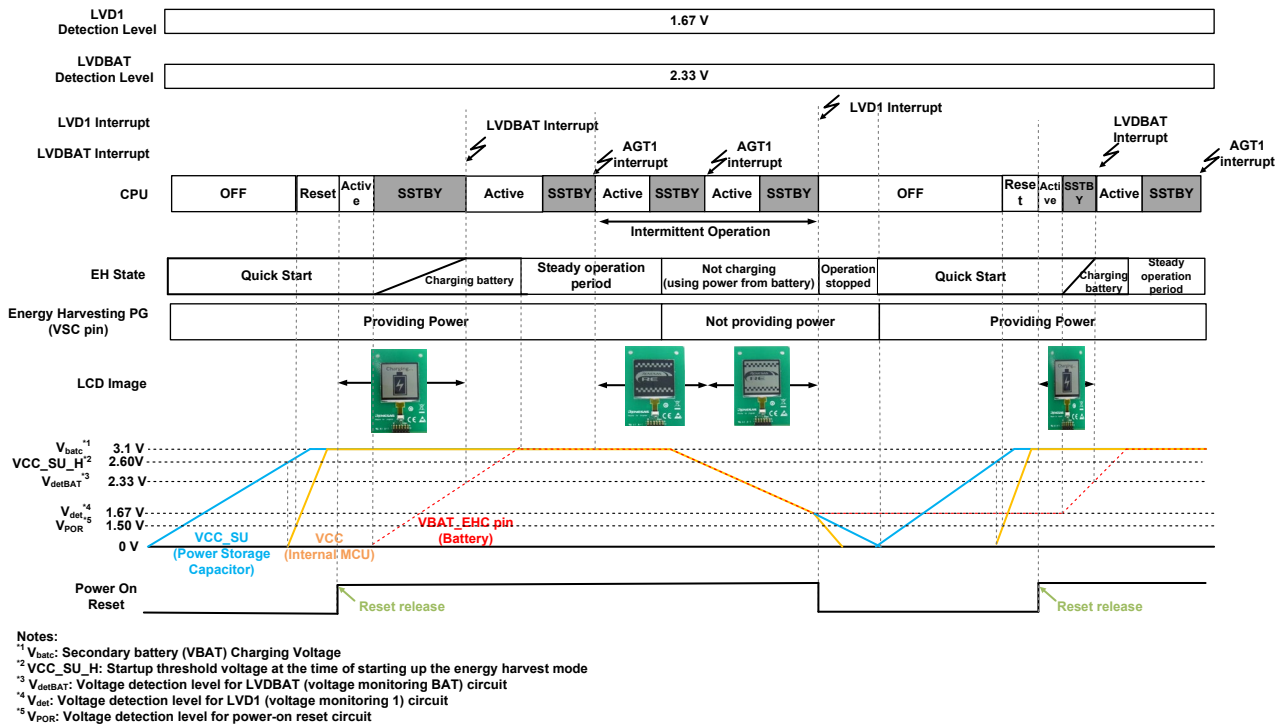 LVD1
Detection Level
1.67 V
LVDBAT
Detection Level
2.33 V
LVD1 Interrupt
LVD1 Interrupt
LVDBAT Interrupt
LVDBAT
Interrupt
LVDBAT Interrupt
AGT1
interrupt
AGT1
interrupt
AGT1
interrupt
CPU
OFF
Reset
Activ
e
SSTBY
Active
SSTBY
Active
SSTBY
Active
SSTBY
OFF
Rese
t
Acti
ve
SSTB
Y
Active
SSTBY
Intermittent Operation
EH State
Quick Start
Charging battery
Steady operation
period
Not charging
(using power from battery)
Operation
stopped
Quick Start
Charging
battery
Steady
operation
period
Energy Harvesting PG
(VSC pin)
Providing Power
Not providing power
Providing Power
LCD Image
Charging...
Charging...
Vbatc*1 3.1 V
VCC_SU_H*2 2.60V
VdetBAT*3 2.33 V
Vdet*4 1.67 V
VPOR*5 1.50 V
0 V
VCC_SU
(Power Storage
Capacitor)
VCC
(Internal MCU)
VBAT_EHC pin
(Battery)
Power On
Reset
Reset release
Reset release
Notes:
*1 Vbatc: Secondary battery (VBAT) Charging Voltage
*2 VCC_SU_H: Startup threshold voltage at the time of starting up the energy harvest mode
*3 VdetBAT: Voltage detection level for LVDBAT (voltage monitoring BAT) circuit
*4 Vdet: Voltage detection level for LVD1 (voltage monitoring 1) circuit
*5 VPOR: Voltage detection level for power-on reset circuit